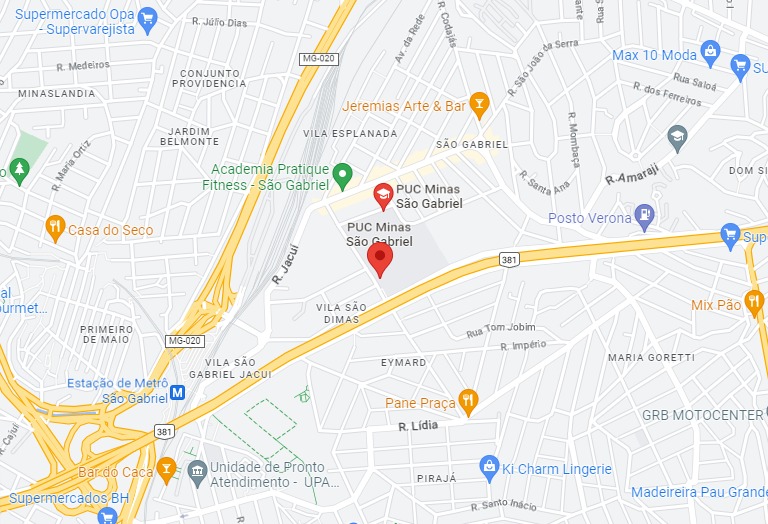 Supermercado Opa
- Supervarejista
R. Júlio Dias
Av. da Rede
R. Codajás
Rua
R. São João da Serra
Max 10 Moda
SU
Rua Saloá
R. dos Ferreiros
MG-020
R. Medeiros
CONJUNTO
PROVIDENCIA
MINASLANDIA
Jeremias Arte & Bar
VILA ESPLANADA
JARDIM
BELMONTE
SÃO GABRIEL
R. Mombaça
R. Maria Ortiz
Academia Pratique
Fitness - São Gabriel
PUC Minas
São Gabriel
R. Santa Ana
R. Amaraji
DOM SI
o
Casa do Seco
PUC Minas
São Gabriel
Posto Verona
Sup
R. Jacuí
381
al
ourmet...
VILA SÃO
DIMAS
Mix Pão
PRIMEIRO
DE MAIO
MG-020
Rua Tom Jobim
R. Império
VILA SÃO
GABRIEL JACUI
EYMARD
MARIA GORETTI
Estação de Metrô
São Gabriel
M
Pane Praça
GRB MOTOCENTER
R. Cajuí
381
R. Lídia
Bar do Caca
Unidade de Pronto
Atendimento - UPA...
PIRAJÁ
Ki Charm Lingerie
Madeireira Pau Grande
Supermercados BH
R. Santo Inácio